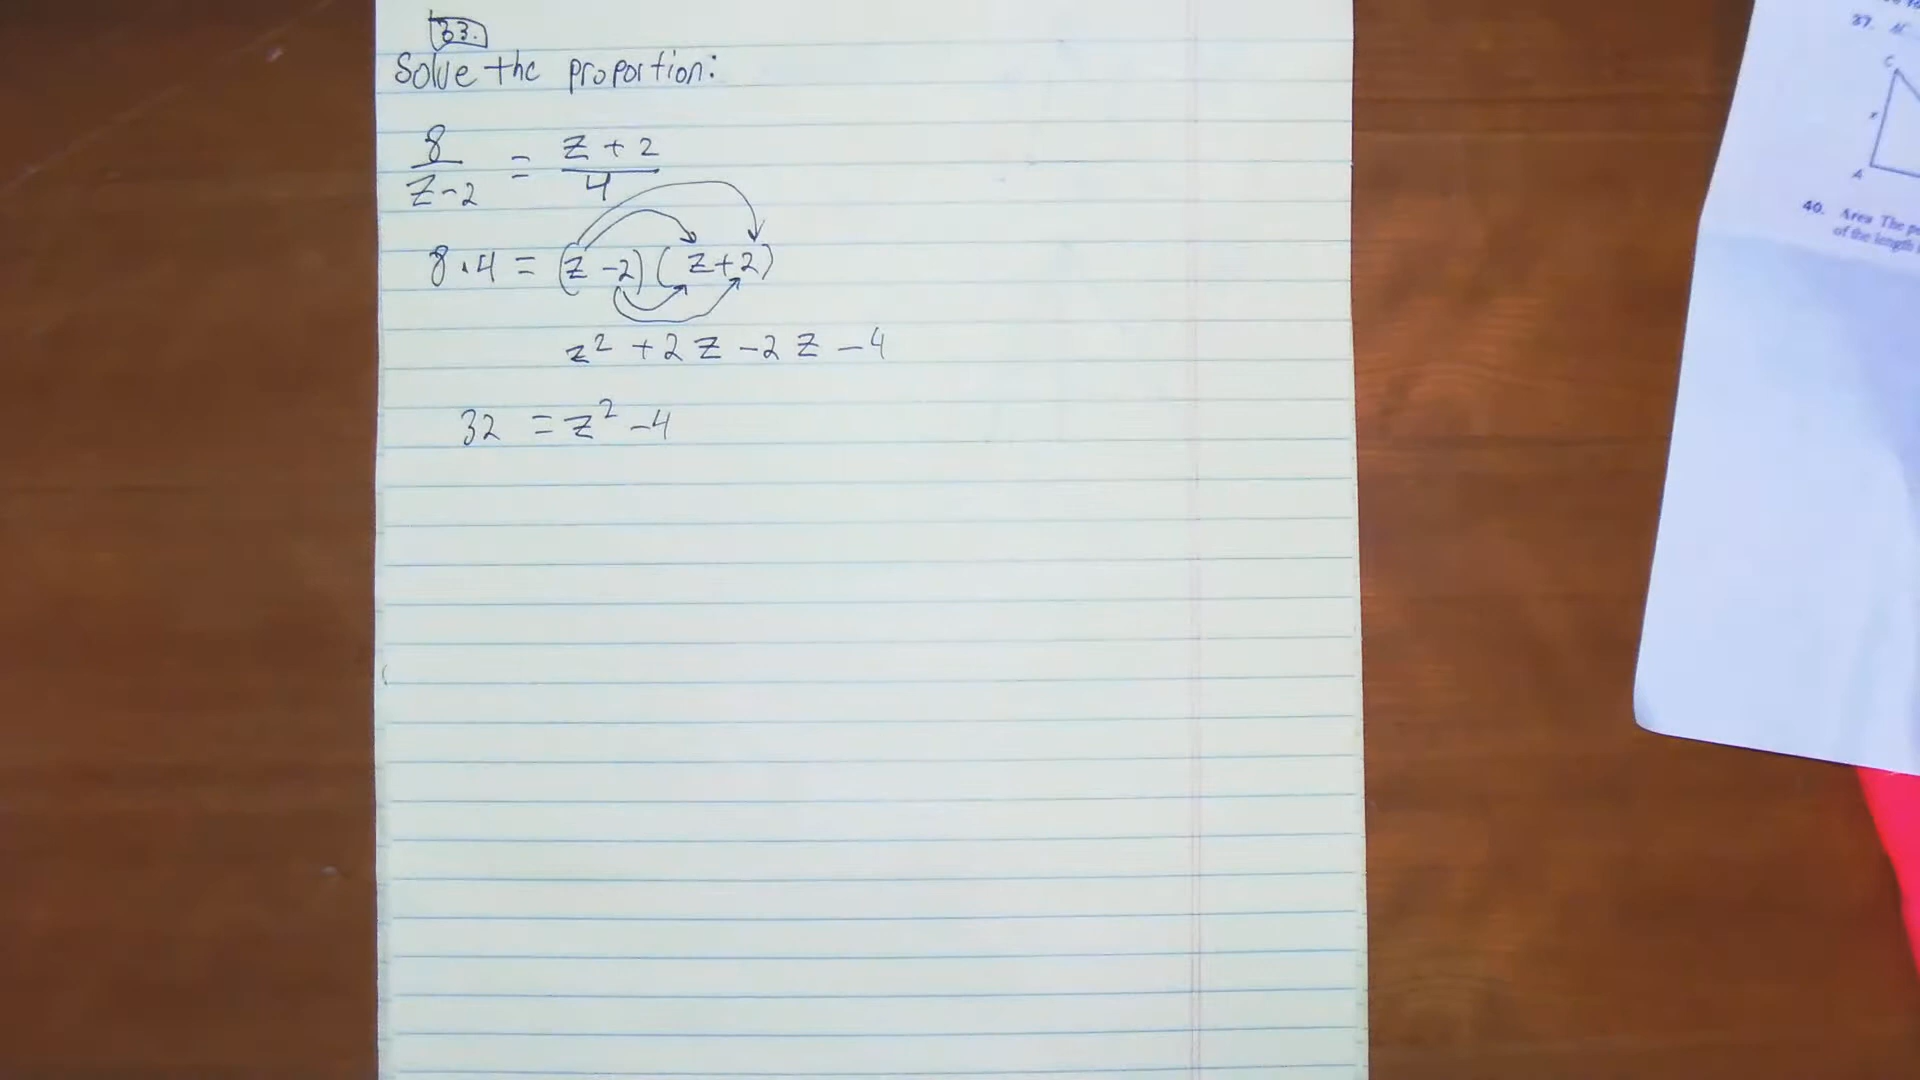 33.
Solve the proportion:
8/(z-2) = (z+2)/4
8·4 = (z-2)(z+2)
z² +2z -2z -4
32 = z² -4
37.
C
A
40. Area The
of the length